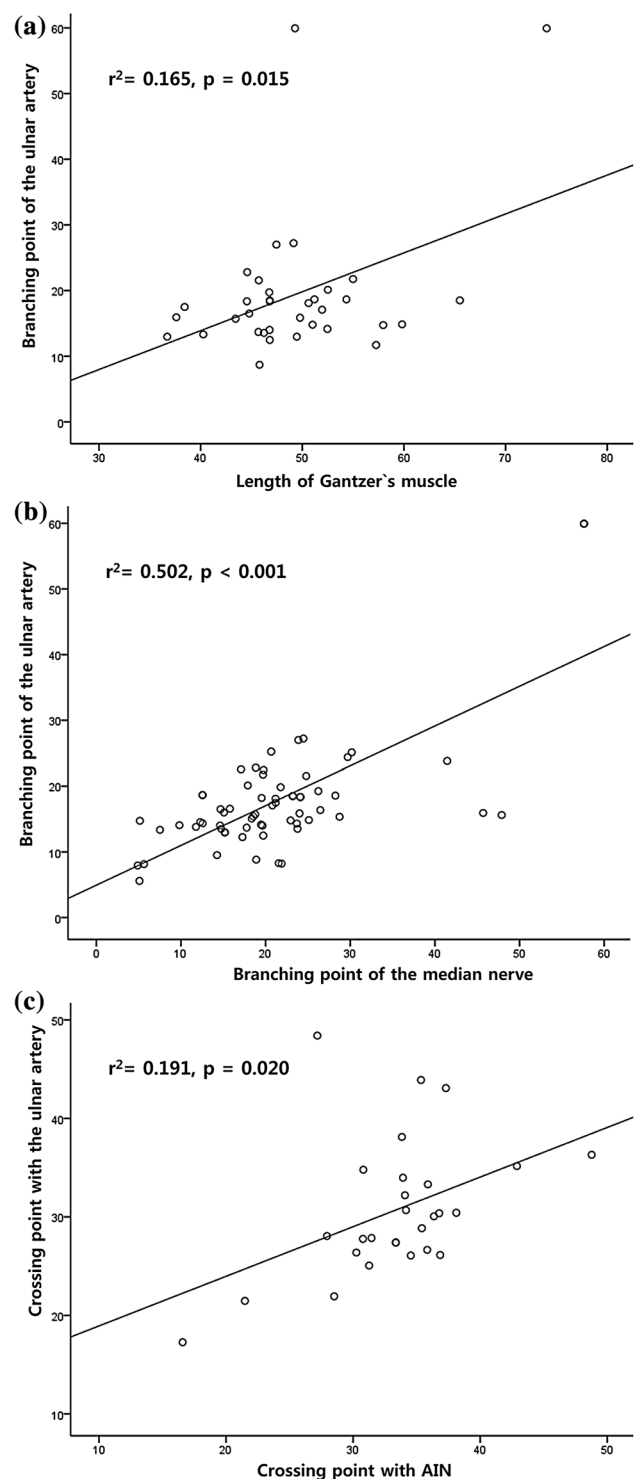 (a)
60
50
40
30
20
10
0
Branching point of the ulnar artery
r²= 0.165, p = 0.015
30 40 50 60 70 80
Length of Gantzer`s muscle
(b)
60
50
40
30
20
10
0
Branching point of the ulnar artery
r²= 0.502, p < 0.001
0 10 20 30 40 50 60
Branching point of the median nerve
(c)
50
40
30
20
10
Crossing point with the ulnar artery
r²= 0.191, p = 0.020
10 20 30 40 50
Crossing point with AIN